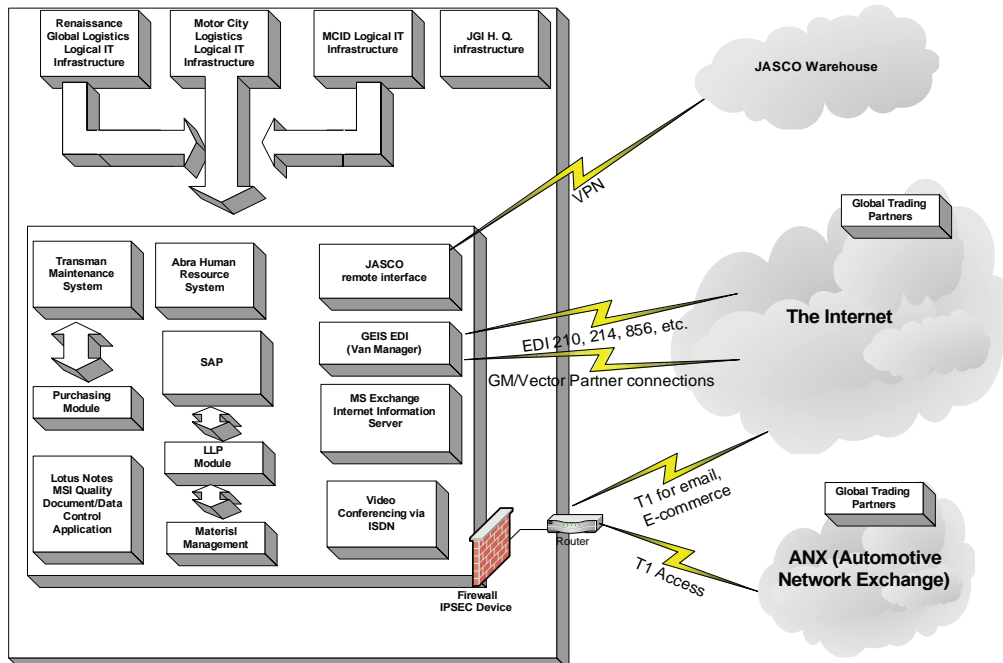 Renaissance
Global Logistics
Logical IT
Infrastructure
Motor City
Logistics
Logical IT
Infrastructure
MCID Logical IT
Infrastructure
JGI H. Q.
infrastructure
JASCO Warehouse
VPN
Global Trading
Partners
Transman
Maintenance
System
Abra Human
Resource
System
JASCO
remote interface
The Internet
GEIS EDI
(Van Manager)
EDI 210, 214, 856, etc.
SAP
GM/Vector Partner connections
Purchasing
Module
MS Exchange
Internet Information
Server
LLP
Module
Lotus Notes
MSI Quality
Document/Data
Control
Application
Video
Conferencing via
ISDN
T1 for email,
E-commerce
Global Trading
Partners
Materisl
Management
Router
T1 Access
ANX (Automotive
Network Exchange)
Firewall
IPSEC Device